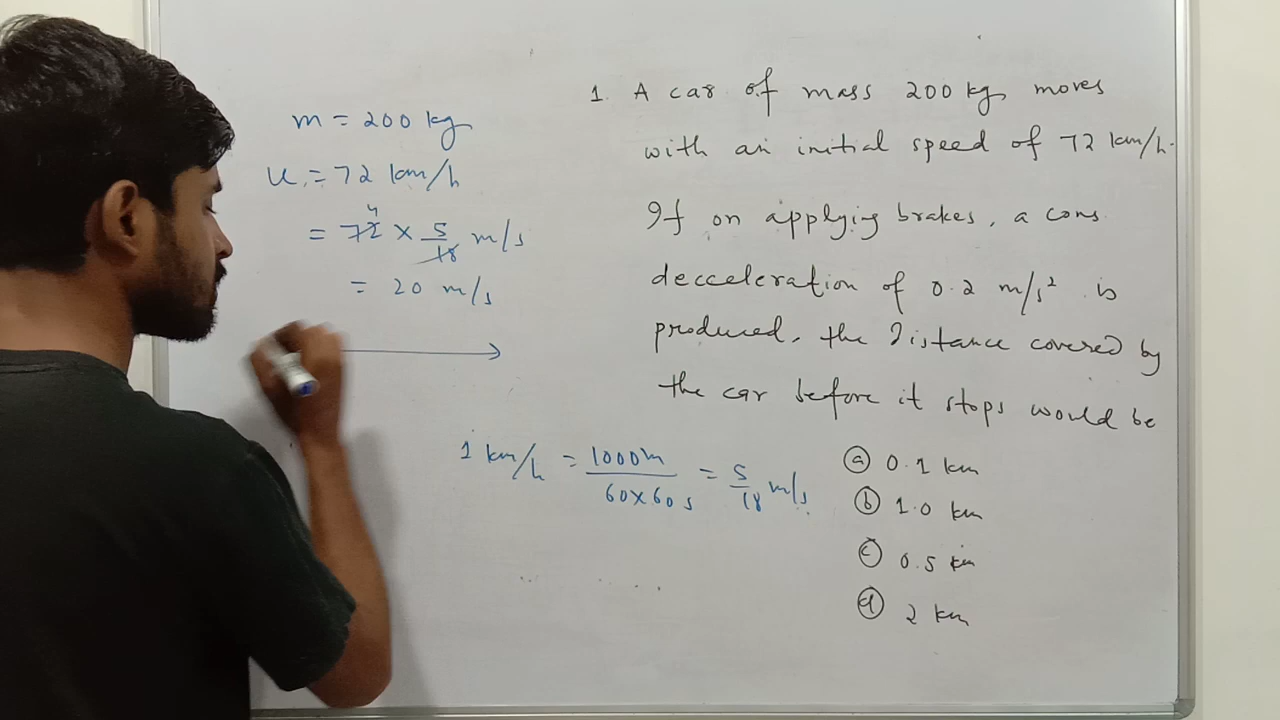 m = 200 kg
u = 72 km/h
= 72 4 × 5/18 m/s
= 20 m/s
1 km/h = 1000m / 60×60 s = 5/18 m/s
1. A car of mass 200 kg moves
with an initial speed of 72 km/h.
If on applying brakes, a cons.
decceleration of 0.2 m/s² is
produced, the distance covered by
the car before it stops would be
(a) 0.1 km
(b) 1.0 km
(c) 0.5 km
(d) 2 km